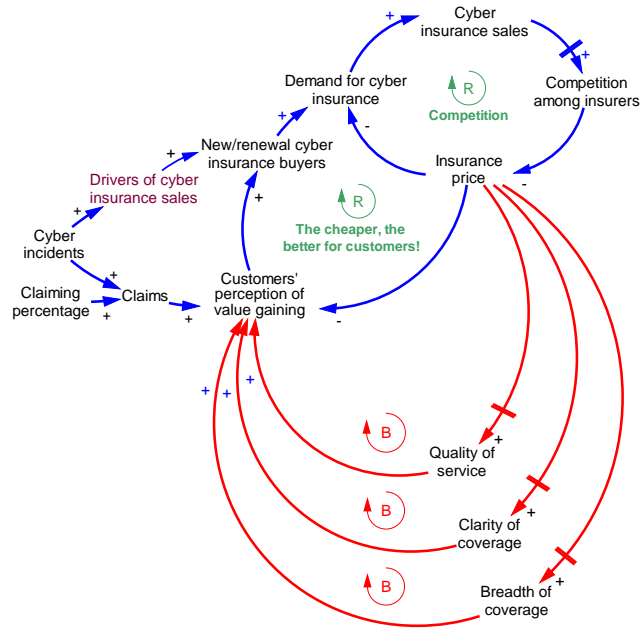 Cyber
insurance sales
+
+
Demand for cyber
insurance
R
Competition
Competition
among insurers
+
-
New/renewal cyber
insurance buyers
+
Insurance
price
-
Drivers of cyber
insurance sales
+
R
The cheaper, the
better for customers!
+
Cyber
incidents
+
Customers'
perception of
value gaining
Claiming
percentage
+
Claims
+
-
+
+
+
B
+
Quality of
service
B
+
Clarity of
coverage
B
+
Breadth of
coverage